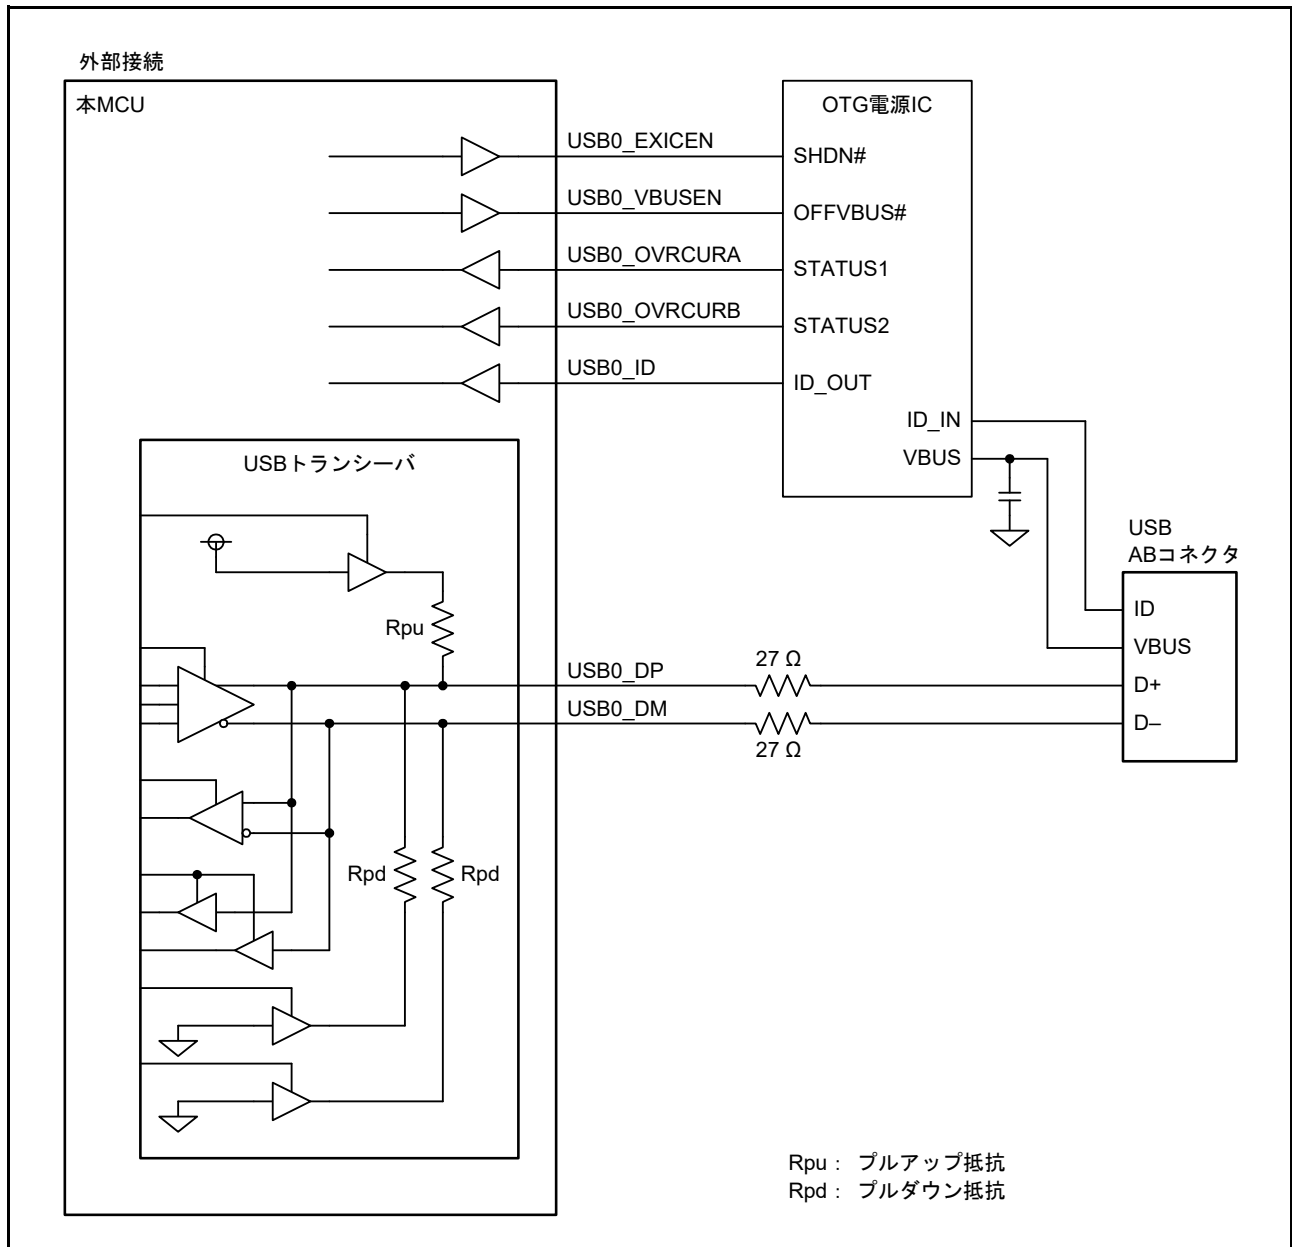 外部接続
本MCU
OTG電源IC
USB0_EXICEN
SHDN#
USB0_VBUSEN
OFFVBUS#
USB0_OVRCURA
STATUS1
USB0_OVRCURB
STATUS2
USB0_ID
ID_OUT
ID_IN
VBUS
USBトランシーバ
USB
ABコネクタ
ID
VBUS
D+
D–
Rpu
USB0_DP
27 Ω
USB0_DM
27 Ω
Rpd
Rpd
Rpu : プルアップ抵抗
Rpd : プルダウン抵抗